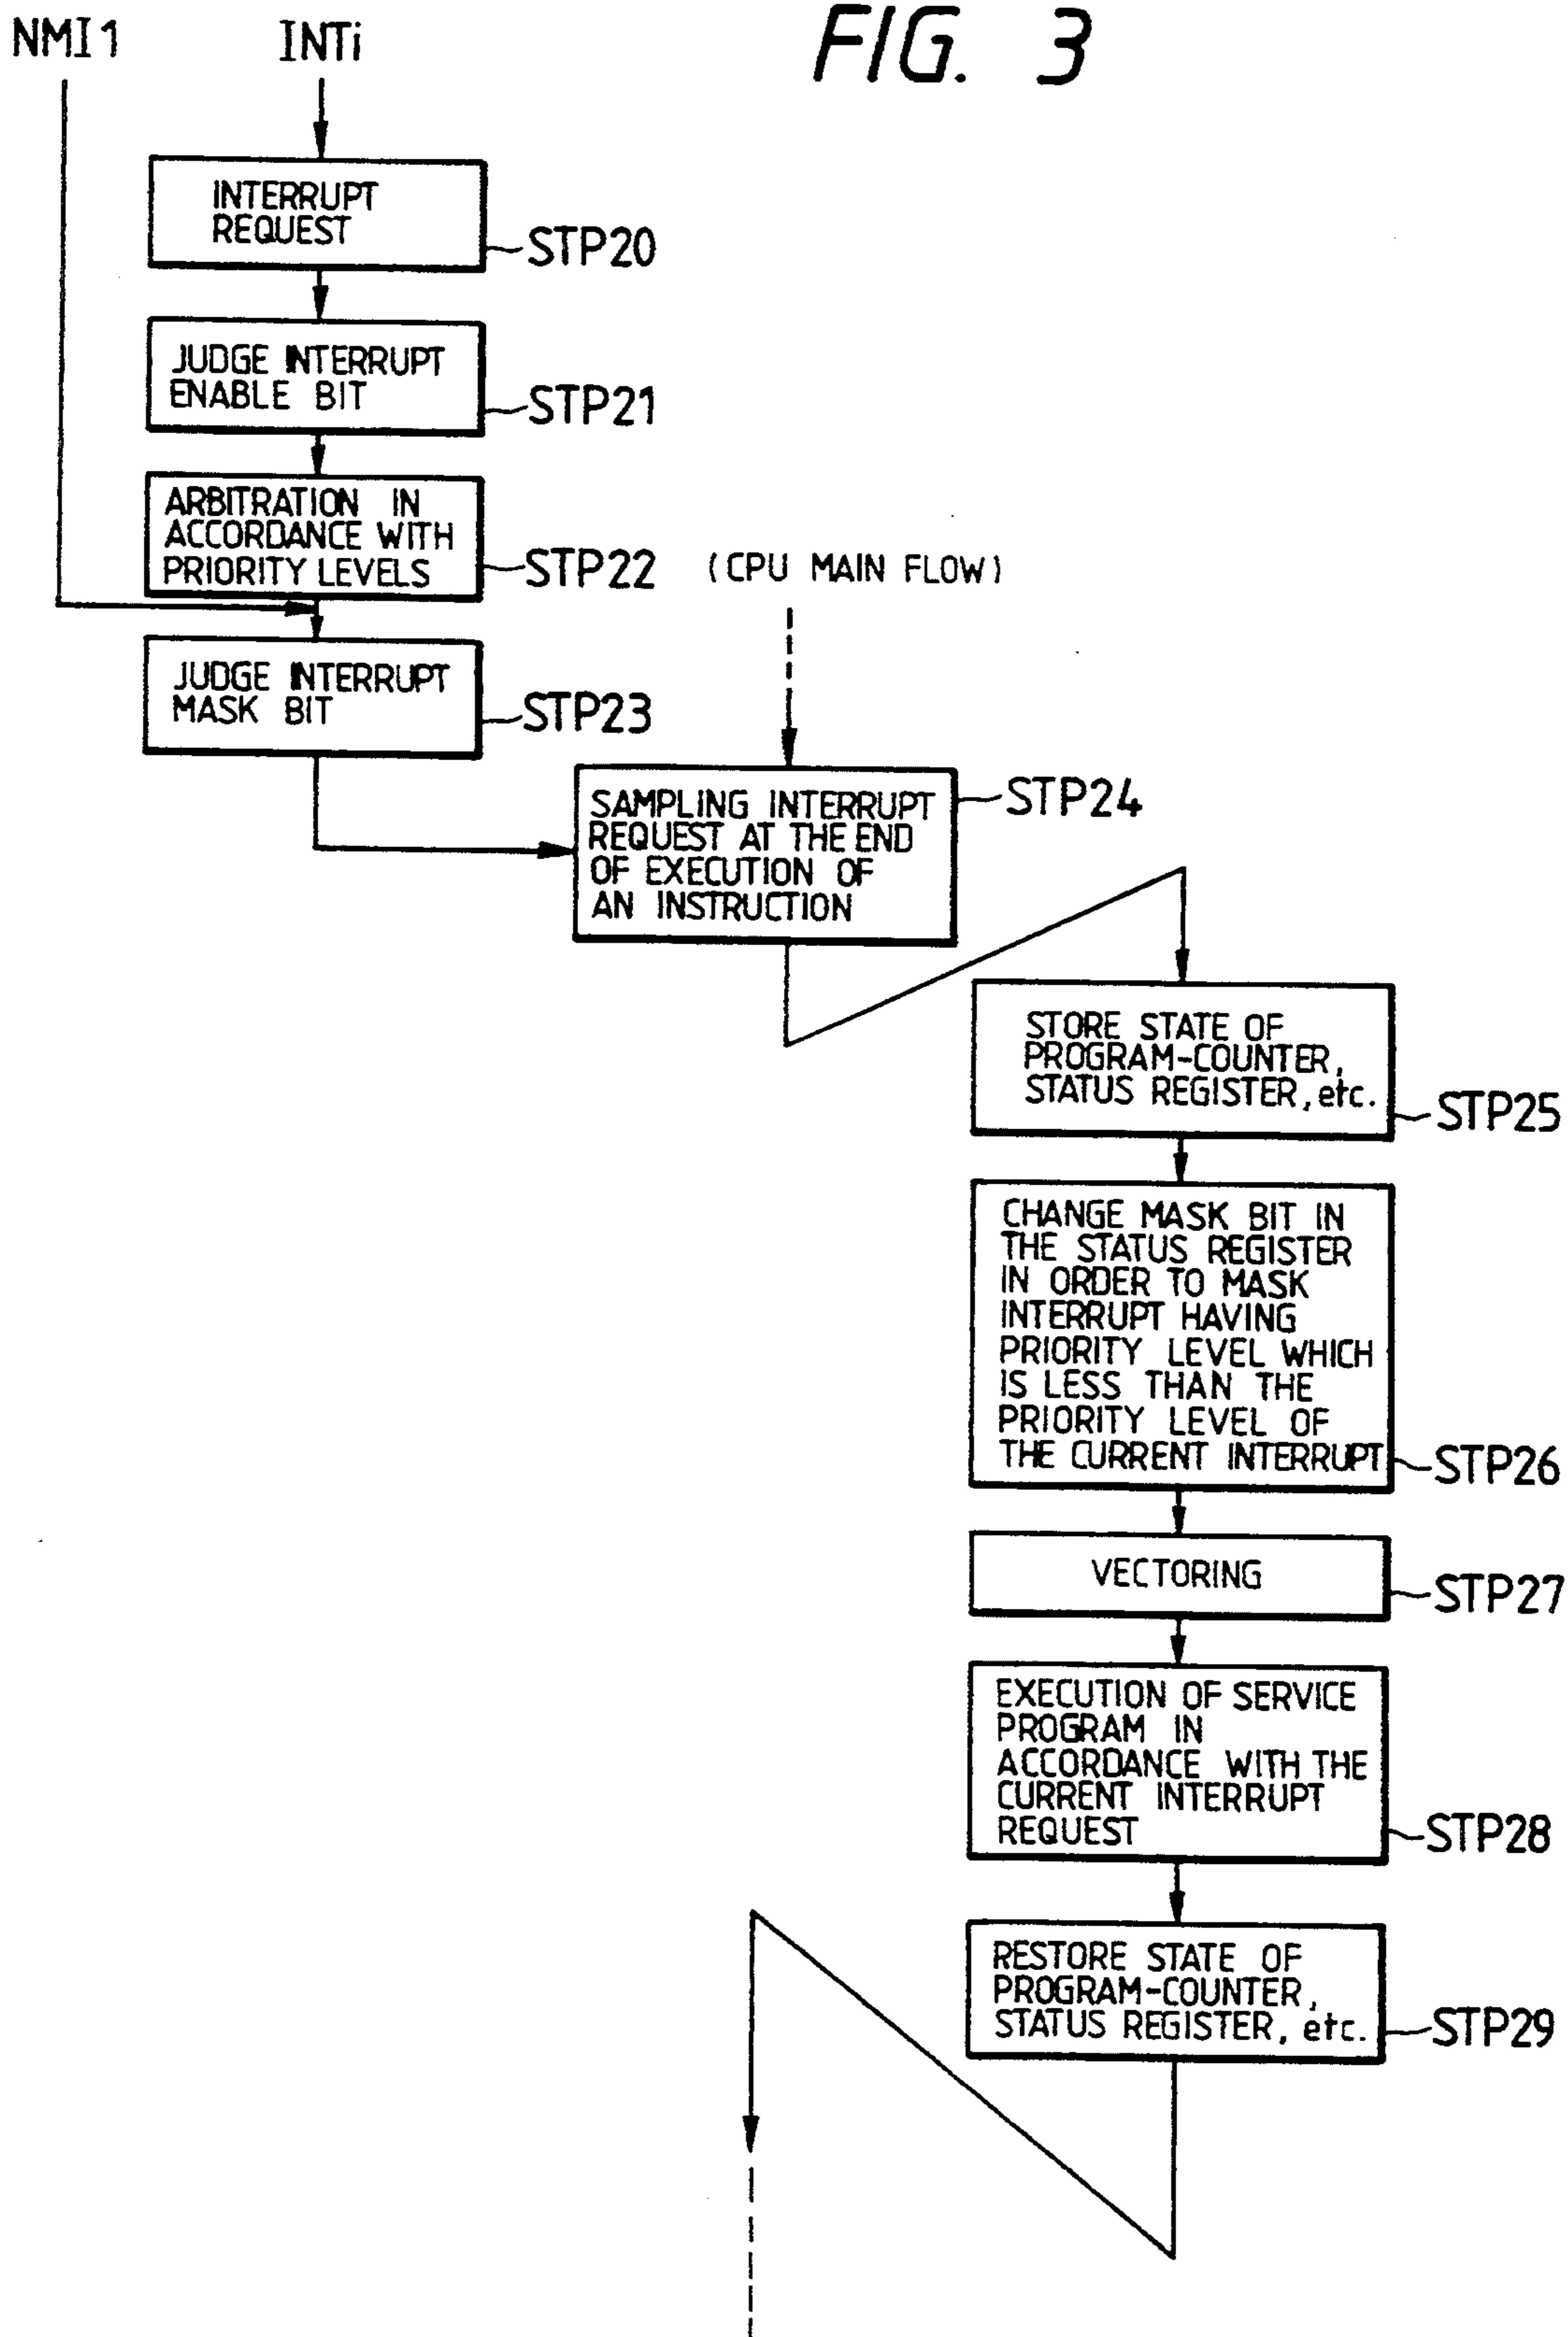 FIG. 3
NMI1
INTi
INTERRUPT
REQUEST
STP20
JUDGE INTERRUPT
ENABLE BIT
STP21
ARBITRATION IN
ACCORDANCE WITH
PRIORITY LEVELS
STP22
(CPU MAIN FLOW)
JUDGE INTERRUPT
MASK BIT
STP23
SAMPLING INTERRUPT
REQUEST AT THE END
OF EXECUTION OF
AN INSTRUCTION
STP24
STORE STATE OF
PROGRAM-COUNTER,
STATUS REGISTER, etc.
STP25
CHANGE MASK BIT IN
THE STATUS REGISTER
IN ORDER TO MASK
INTERRUPT HAVING
PRIORITY LEVEL WHICH
IS LESS THAN THE
PRIORITY LEVEL OF
THE CURRENT INTERRUPT
STP26
VECTORING
STP27
EXECUTION OF SERVICE
PROGRAM IN
ACCORDANCE WITH THE
CURRENT INTERRUPT
REQUEST
STP28
RESTORE STATE OF
PROGRAM-COUNTER,
STATUS REGISTER, etc.
STP29